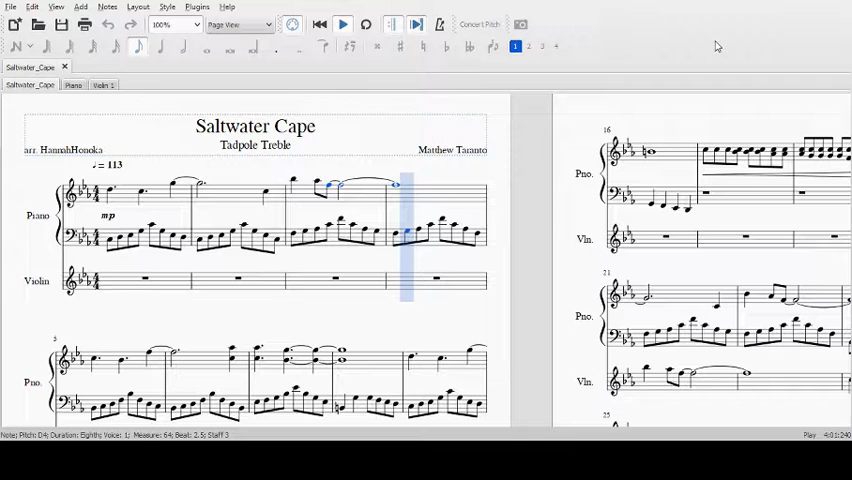 File Edit View Add Notes Layout Style Plugins Help
100% Page View Concert Pitch
1 2 3 4
Saltwater_Cape
Saltwater_Cape Piano Violin 1
Saltwater Cape
Tadpole Treble
arr. HannahHonoka Matthew Taranto
♩ = 113
Piano
mp
Violin
5
Pno.
16
Pno.
Vln.
21
Pno.
Vln.
25
Note; Pitch: D4; Duration: Eighth; Voice: 1; Measure: 64; Beat: 2.5; Staff 3 Play 4:01:240